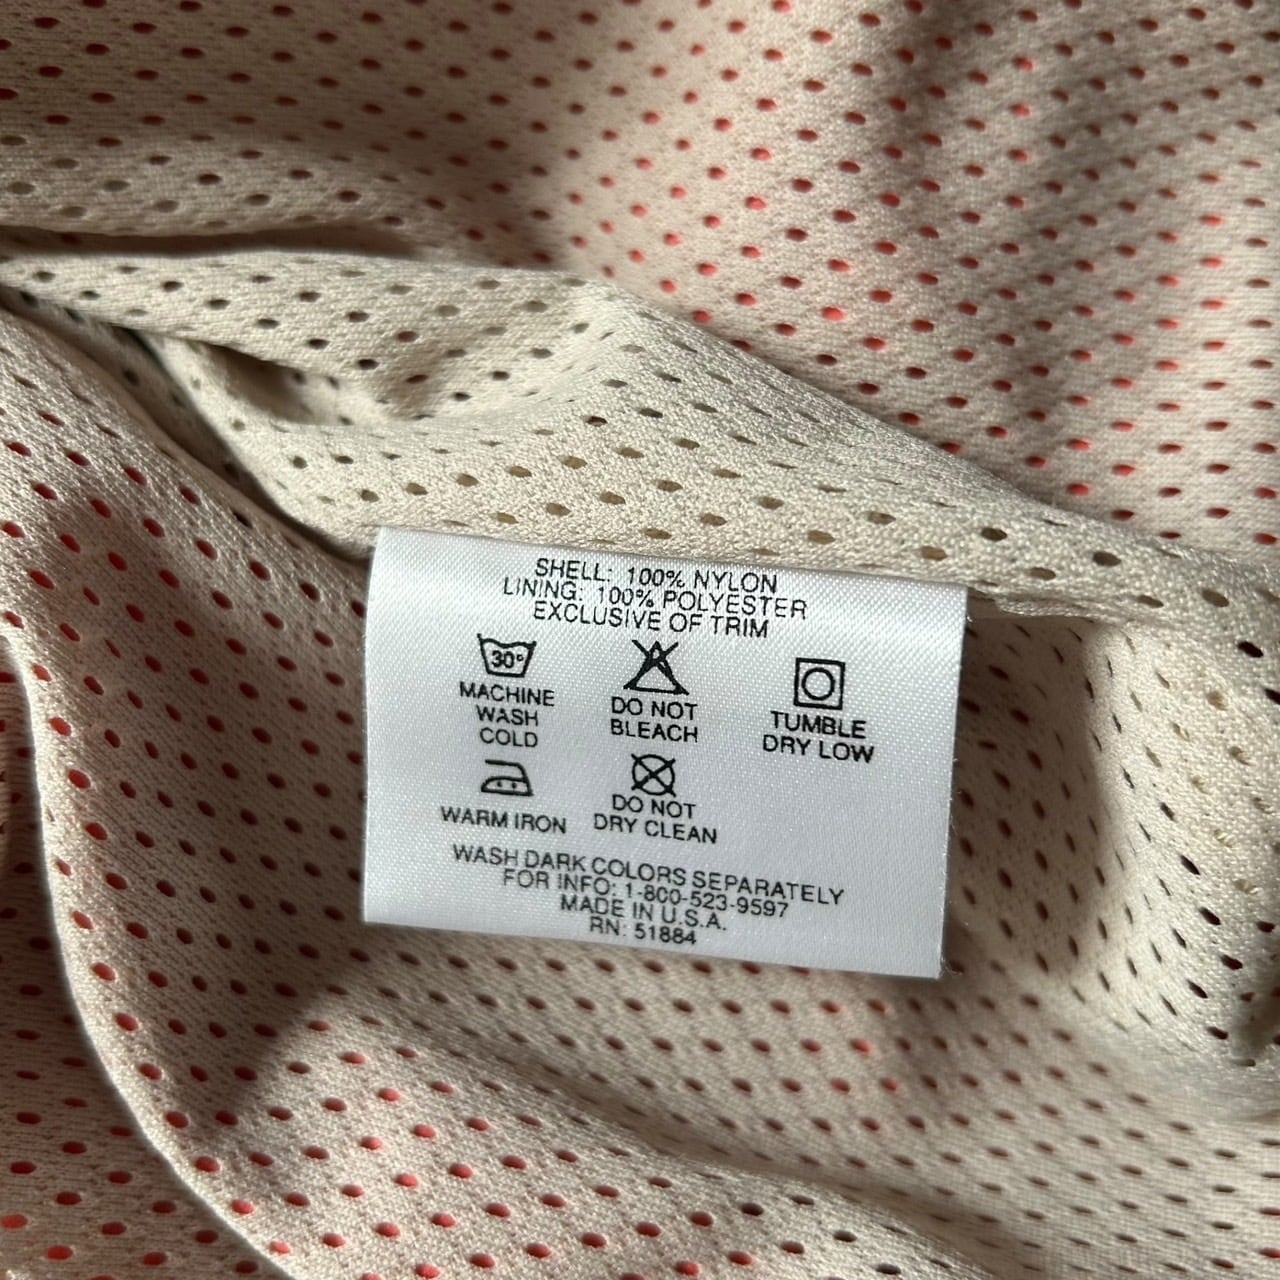 SHELL: 100% NYLON
LINING: 100% POLYESTER
EXCLUSIVE OF TRIM
30°
MACHINE
WASH
COLD
DO NOT
BLEACH
TUMBLE
DRY LOW
WARM IRON
DO NOT
DRY CLEAN
WASH DARK COLORS SEPARATELY
FOR INFO: 1-800-523-9597
MADE IN U.S.A.
RN: 51884